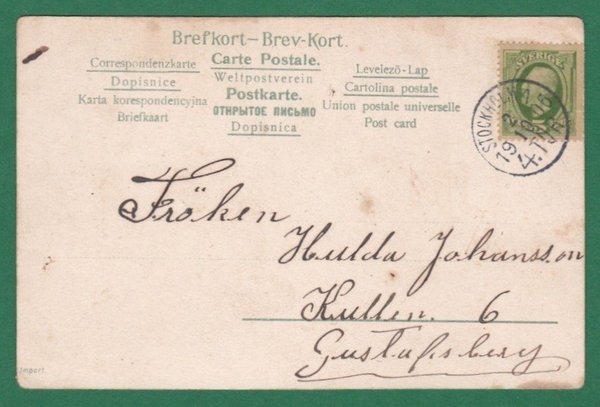 Brefkort–Brev-Kort.
Correspondenzkarte
Carte Postale.
Levelező-Lap
Dopisnice
Weltpostverein
Cartolina postale
Karta korespondencyjna
Postkarte.
Union postale universelle
Briefkaart
ОТКРЫТОЕ ПИСЬМО
Post card
Dopisnica
SVERIGE
STOCKHOLM
Fröken
Hulda Johansson
Kullen. 6
Gustafsberg
Import.